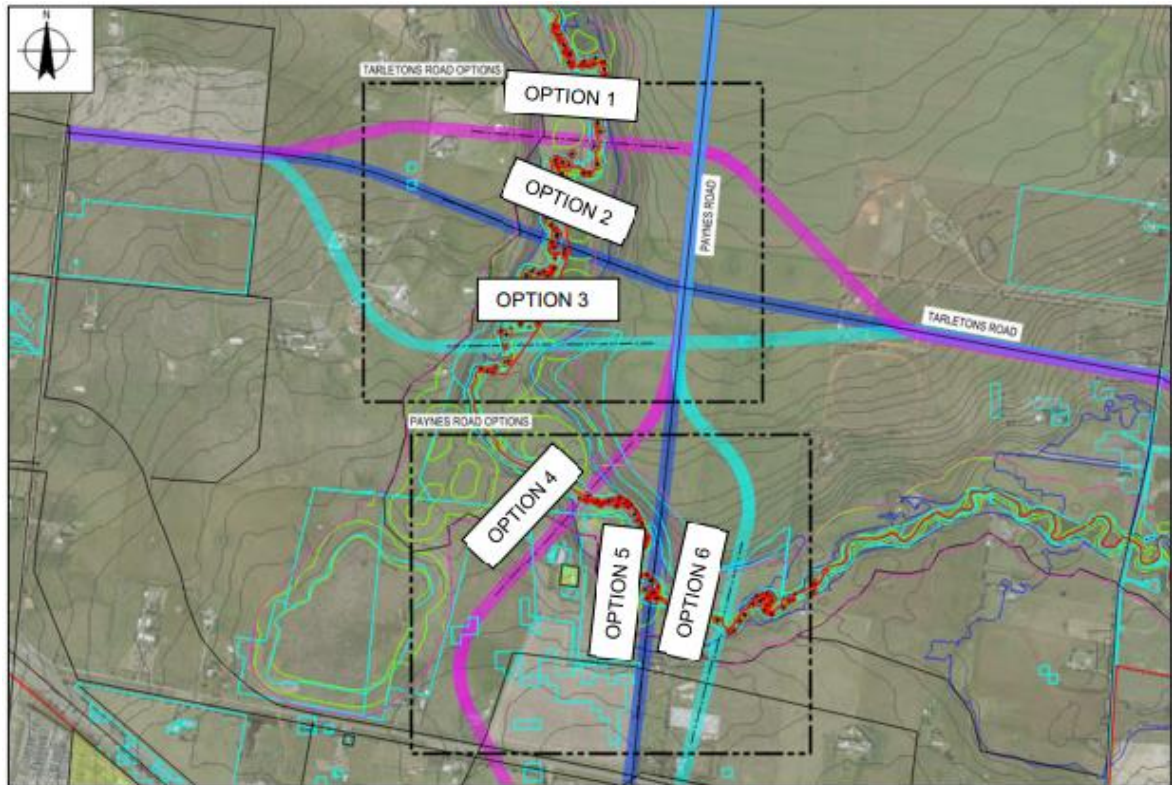 N
TARLETONS ROAD OPTIONS
OPTION 1
OPTION 2
PAYNES ROAD
OPTION 3
TARLETONS ROAD
PAYNES ROAD OPTIONS
OPTION 4
OPTION 5
OPTION 6